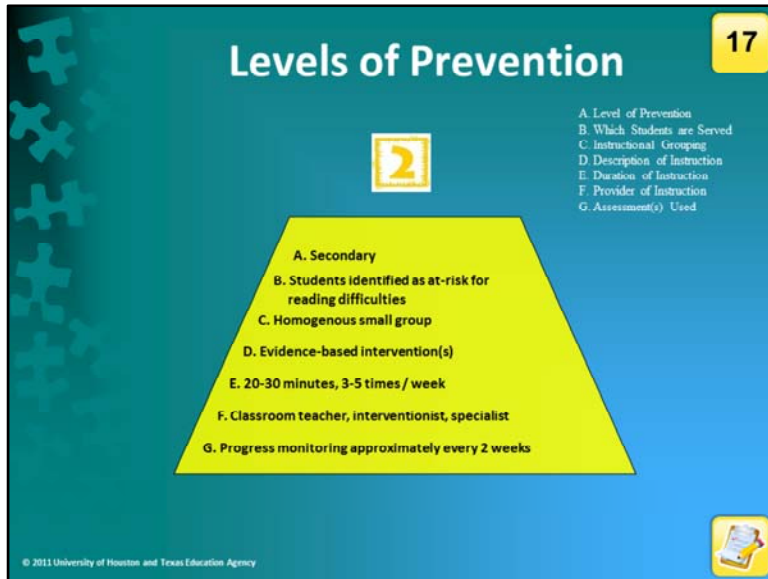 17
Levels of Prevention
A. Level of Prevention
B. Which Students are Served
C. Instructional Grouping
D. Description of Instruction
E. Duration of Instruction
F. Provider of Instruction
G. Assessment(s) Used
2
A. Secondary
B. Students identified as at-risk for
reading difficulties
C. Homogenous small group
D. Evidence-based intervention(s)
E. 20-30 minutes, 3-5 times / week
F. Classroom teacher, interventionist, specialist
G. Progress monitoring approximately every 2 weeks
© 2011 University of Houston and Texas Education Agency